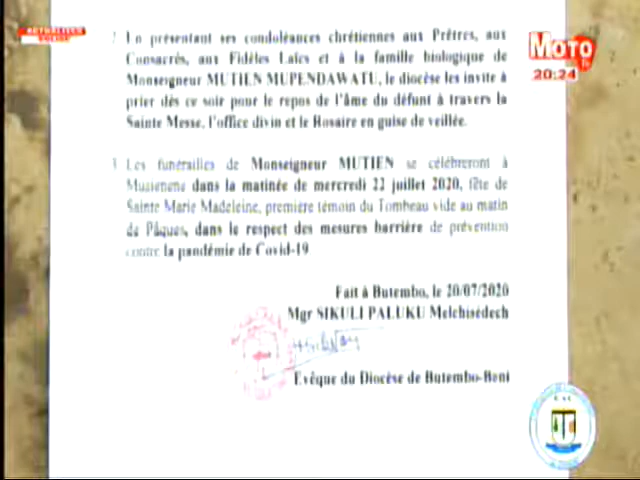 MOTO
20:24
2. En présentant ses condoléances chrétiennes aux Prêtres, aux
Consacrés, aux Fidèles Laïcs et à la famille biologique de
Monseigneur MUTIEN MUPENDAWATU, le diocèse les invite à
prier dès ce soir pour le repos de l'âme du défunt à travers la
Sainte Messe, l'office divin et le Rosaire en guise de veillée.
3. Les funérailles de Monseigneur MUTIEN se célèbreront à
Musienene dans la matinée de mercredi 22 juillet 2020, fête de
Sainte Marie Madeleine, première témoin du Tombeau vide au matin
de Pâques, dans le respect des mesures barrière de prévention
contre la pandémie de Covid-19
Fait à Butembo, le 20/07/2020
Mgr SIKULI PALUKU Melchisédech
Evêque du Diocèse de Butembo-Beni